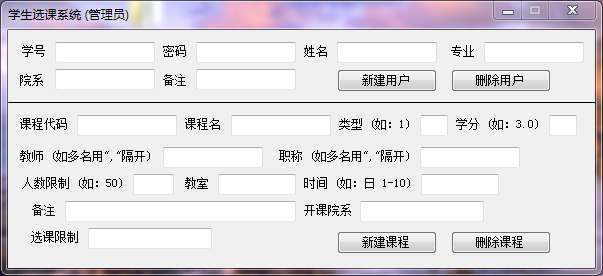 学生选课系统 (管理员)
学号 密码 姓名 专业
院系 备注 新建用户 删除用户
课程代码 课程名 类型 (如: 1) 学分 (如: 3.0)
教师 (如多名用“,”隔开) 职称 (如多名用“,”隔开)
人数限制 (如: 50) 教室 时间 (如: 日 1-10)
备注 开课院系
选课限制 新建课程 删除课程